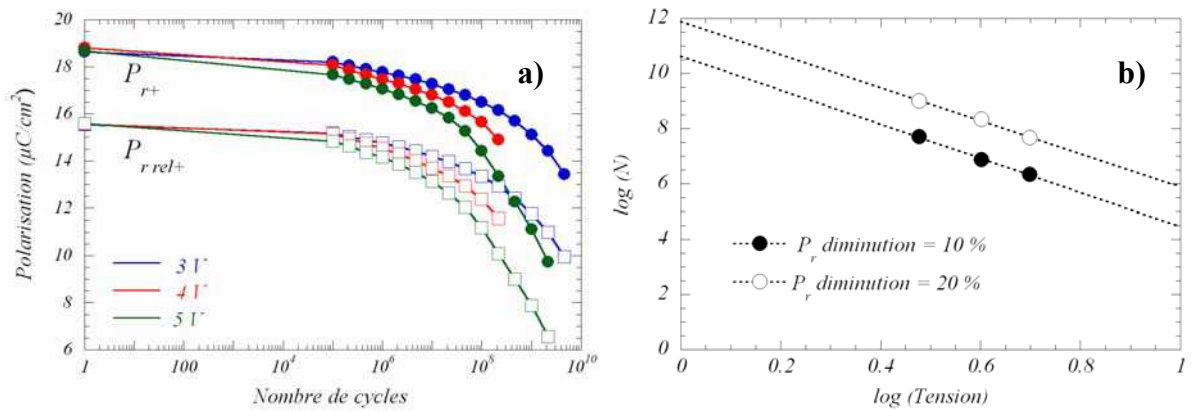 20
18
16
14
12
10
8
6
Polarisation (µC/cm²)
P r+
P r rel+
a)
3 V
4 V
5 V
1
100
10⁴
10⁶
10⁸
10¹⁰
Nombre de cycles
12
10
8
6
4
2
0
log (N)
b)
P r diminution = 10 %
P r diminution = 20 %
0
0.2
0.4
0.6
0.8
1
log (Tension)